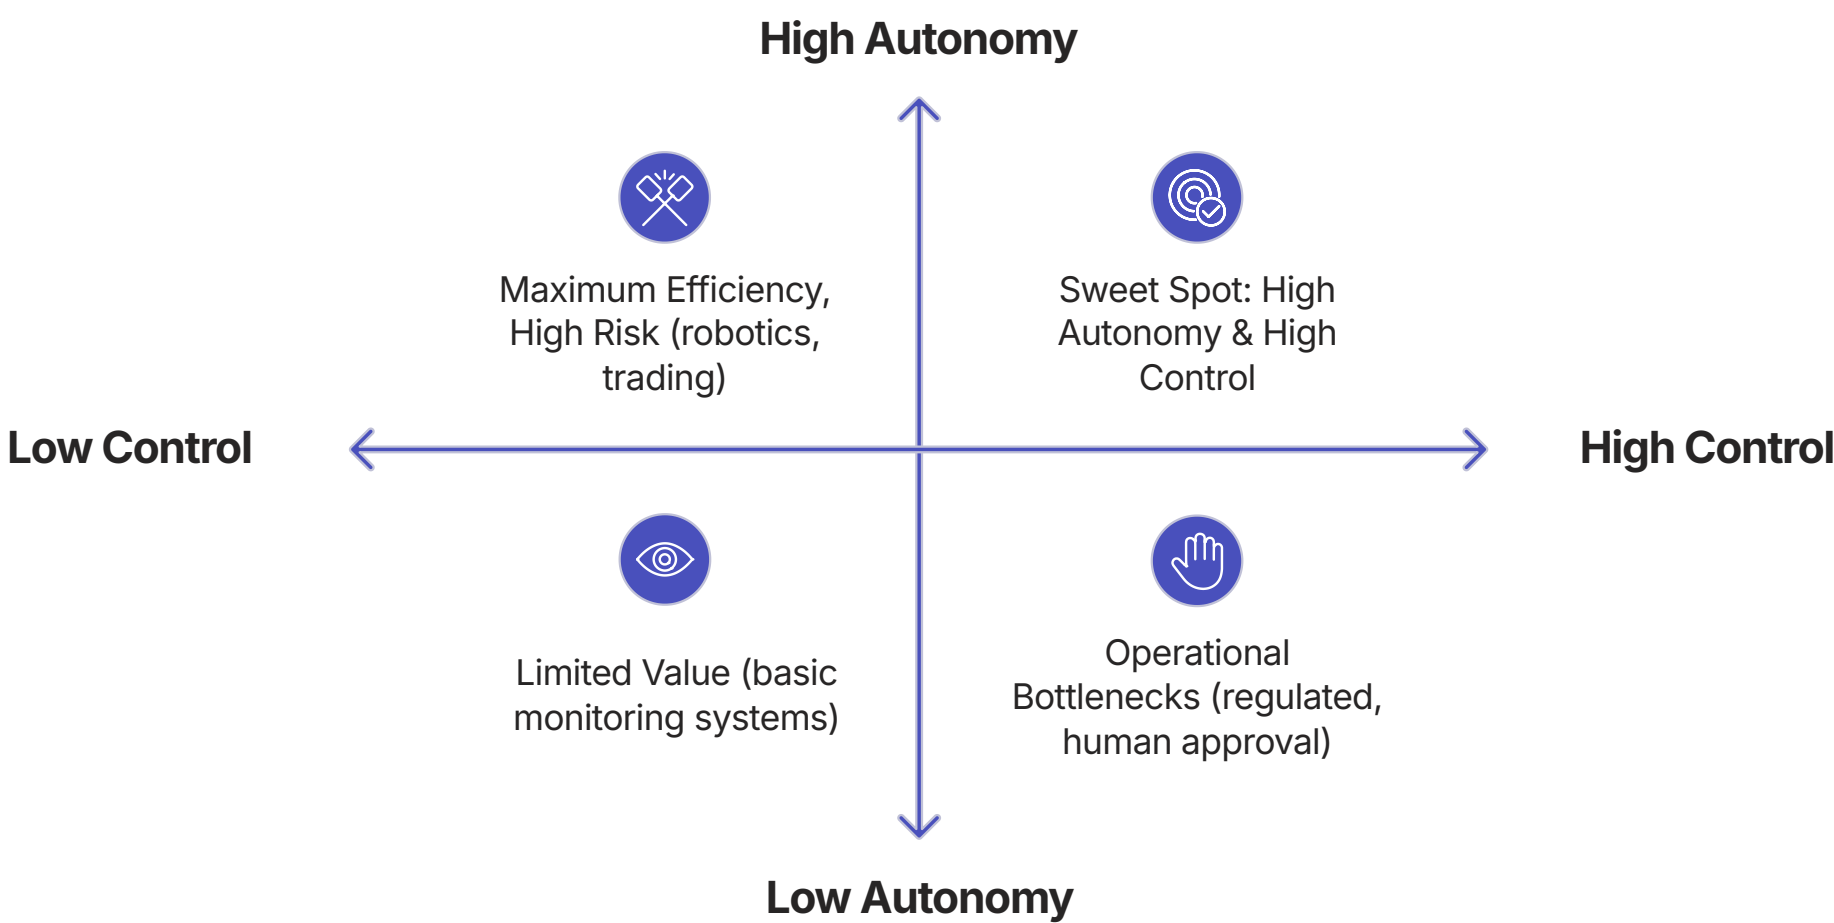 High Autonomy
Maximum Efficiency,
High Risk (robotics,
trading)
Sweet Spot: High
Autonomy & High
Control
Low Control
High Control
Limited Value (basic
monitoring systems)
Operational
Bottlenecks (regulated,
human approval)
Low Autonomy